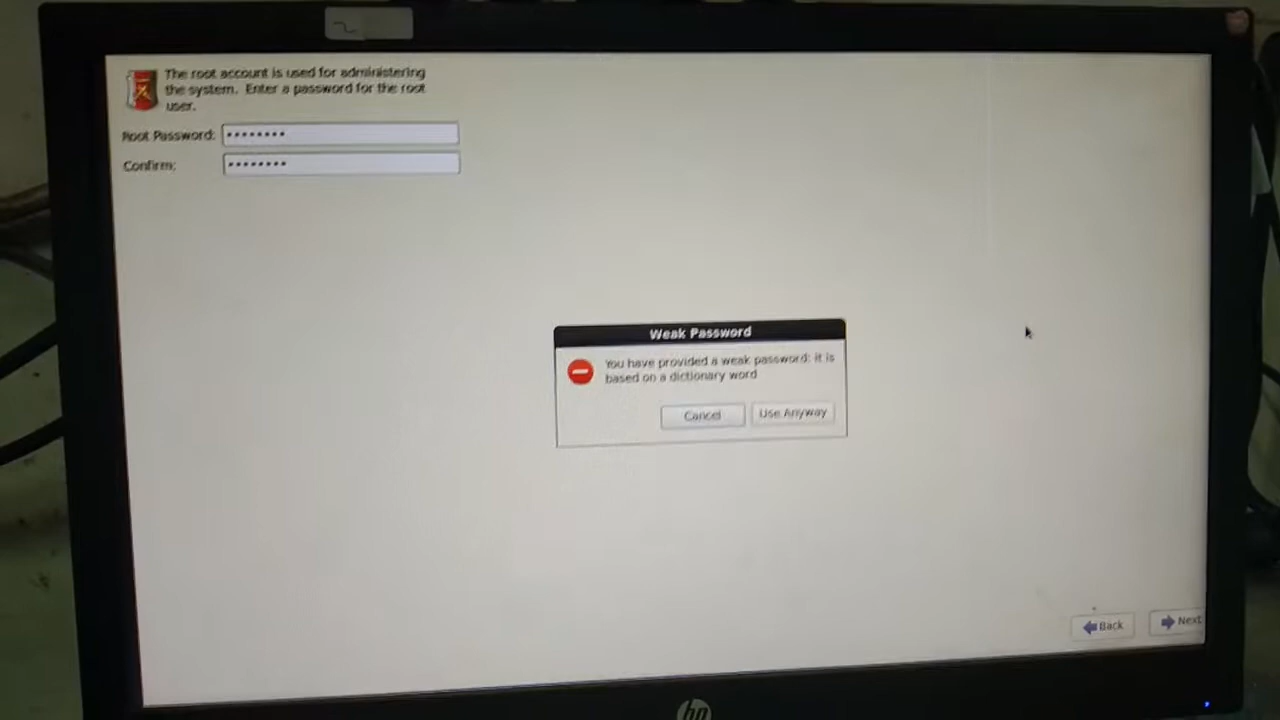 The root account is used for administering
the system. Enter a password for the root
user.
Root Password: ••••••••
Confirm: ••••••••
Weak Password
You have provided a weak password: it is
based on a dictionary word
Cancel
Use Anyway
Back
Next
hp